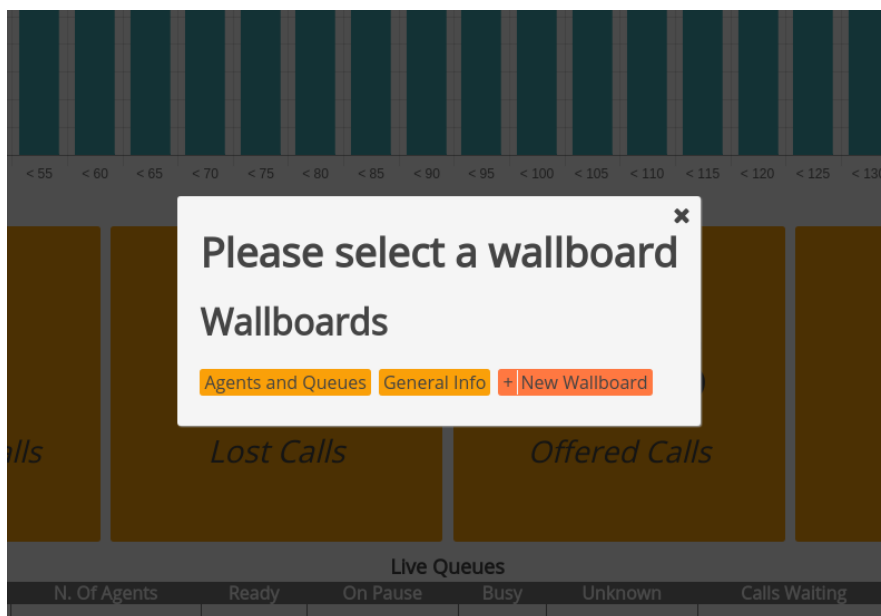 < 55 < 60 < 65 < 70 < 75 < 80 < 85 < 90 < 95 < 100 < 105 < 110 < 115 < 120 < 125 < 130
✖
Please select a wallboard
Wallboards
Agents and Queues General Info + New Wallboard
Lost Calls Offered Calls
Live Queues
N. Of Agents Ready On Pause Busy Unknown Calls Waiting